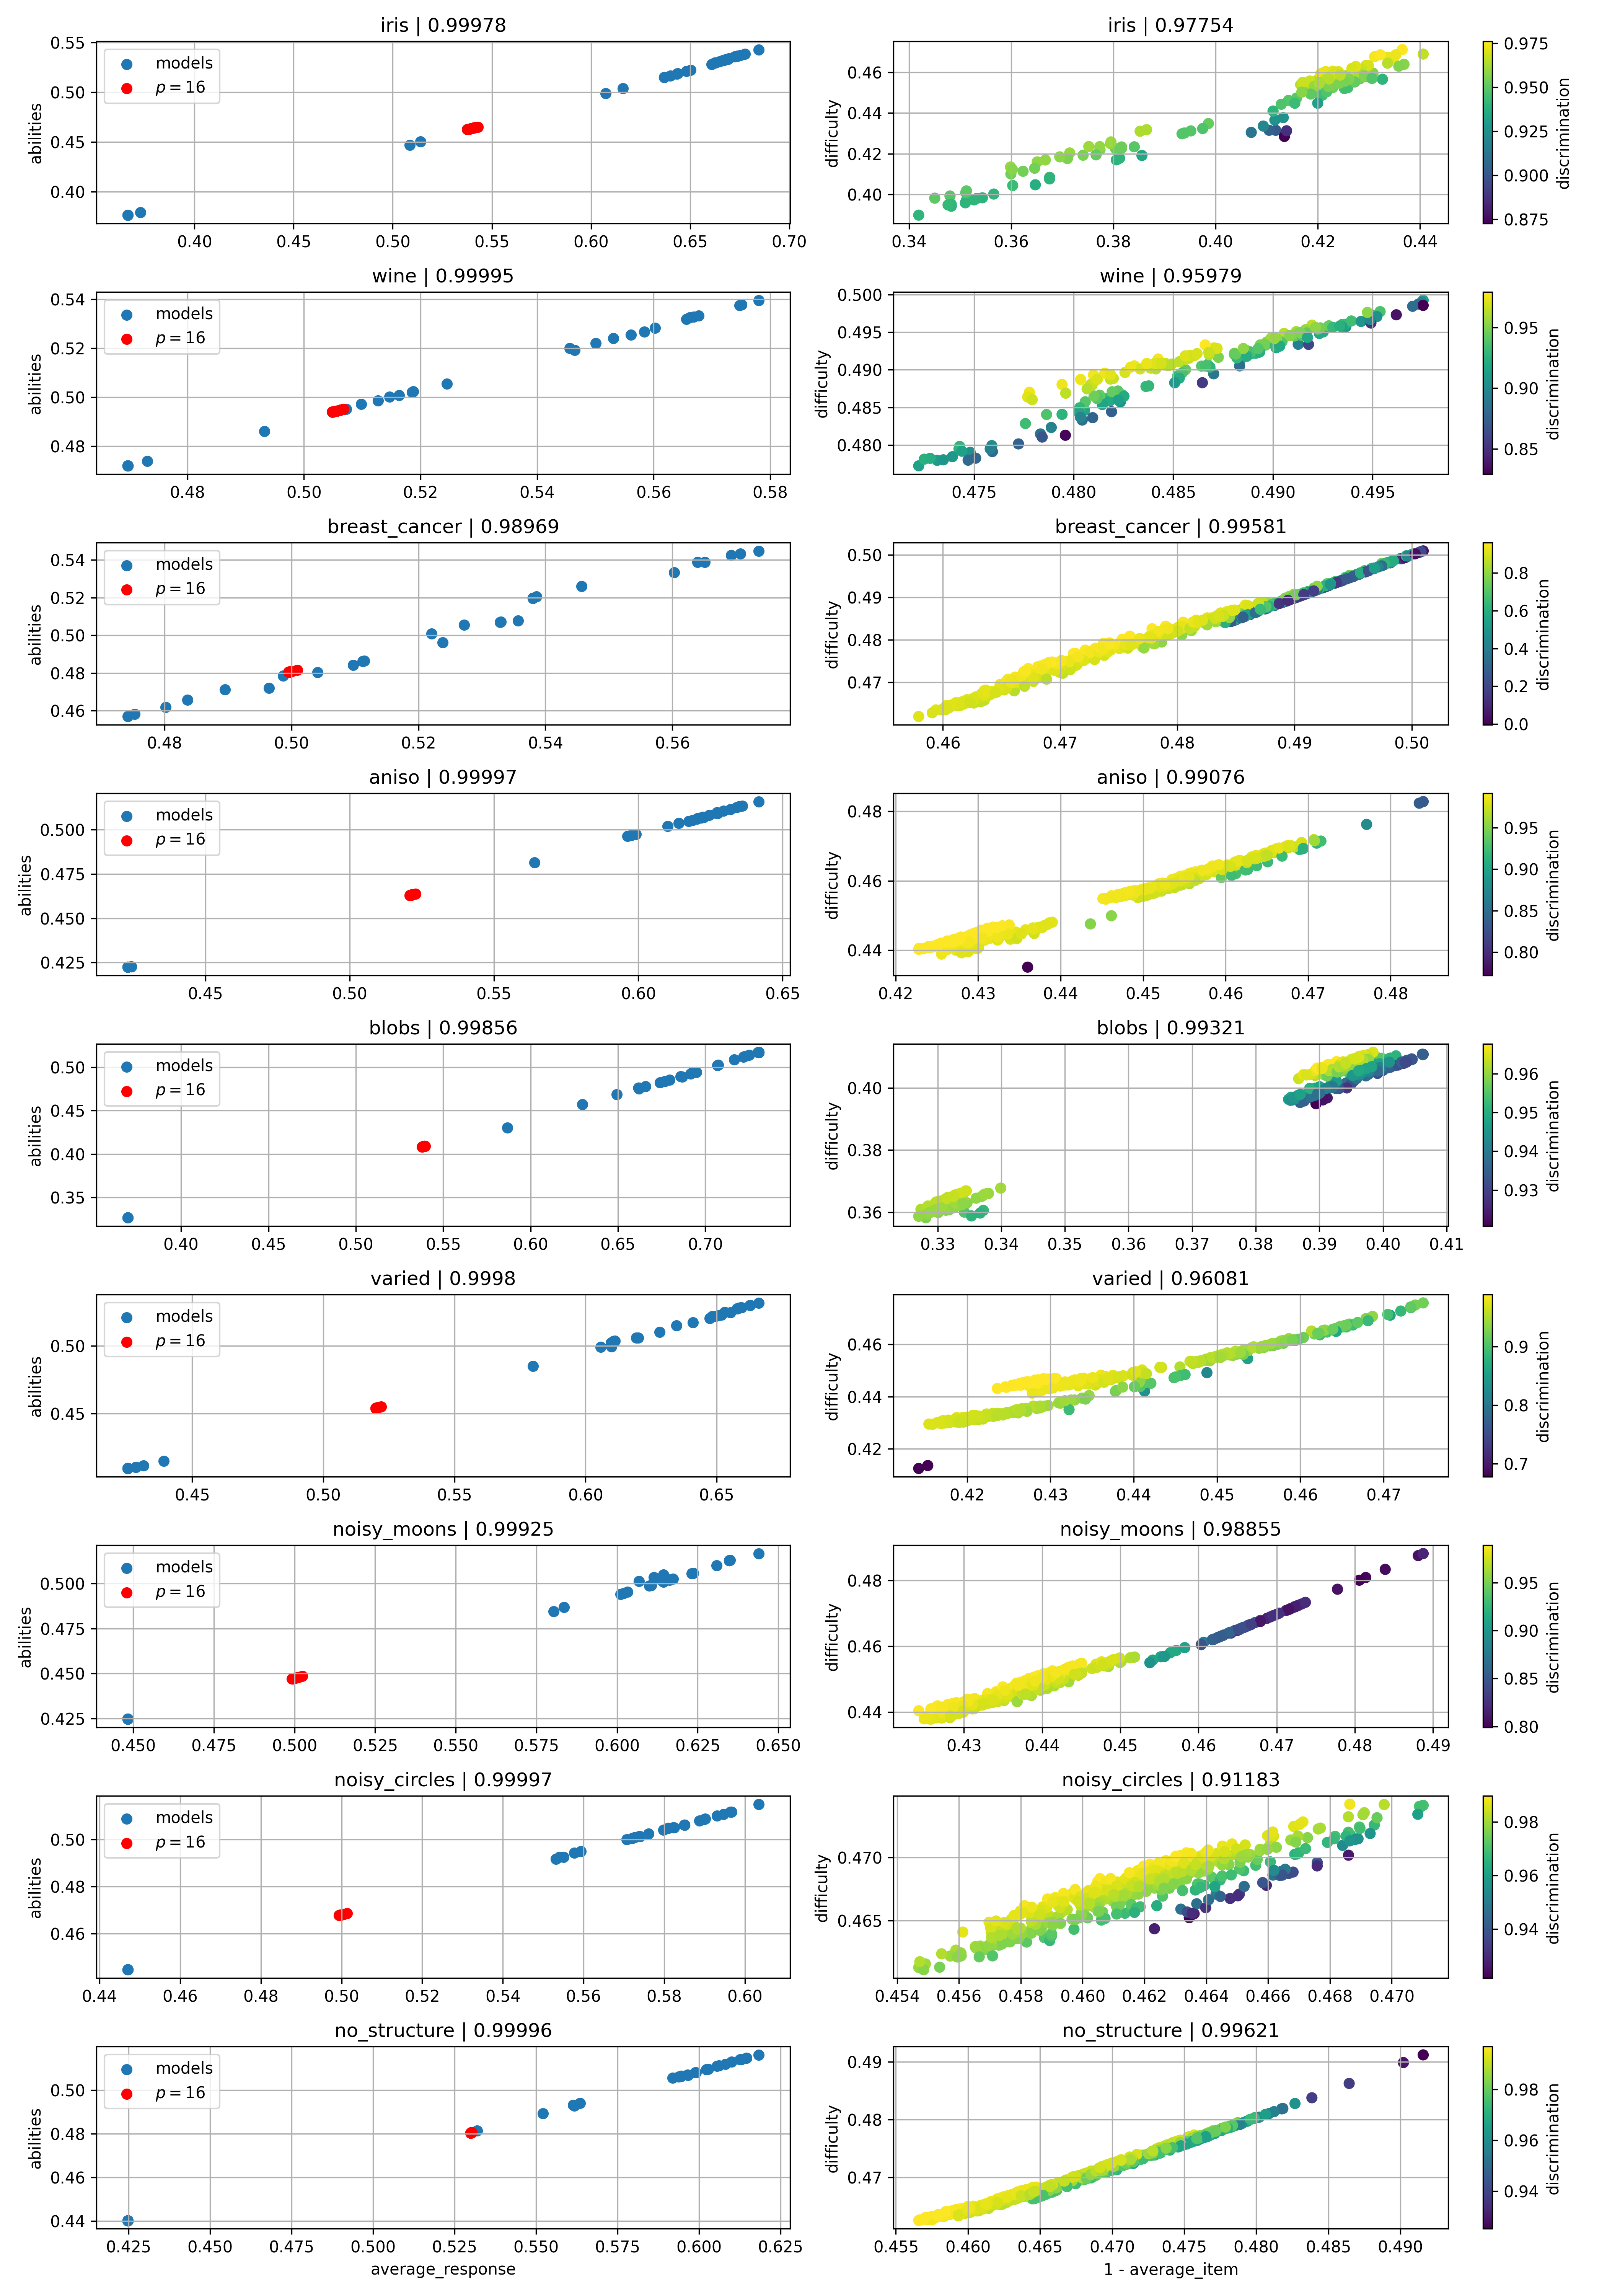 iris | 0.99978
models
p = 16
abilities
0.55
0.50
0.45
0.40
0.40 0.45 0.50 0.55 0.60 0.65 0.70
iris | 0.97754
difficulty
0.46
0.44
0.42
0.40
0.34 0.36 0.38 0.40 0.42 0.44
0.975
0.950
0.925
0.900
0.875
discrimination
wine | 0.99995
models
p = 16
abilities
0.54
0.52
0.50
0.48
0.48 0.50 0.52 0.54 0.56 0.58
wine | 0.95979
difficulty
0.500
0.495
0.490
0.485
0.480
0.475 0.480 0.485 0.490 0.495
0.95
0.90
0.85
discrimination
breast_cancer | 0.98969
models
p = 16
abilities
0.54
0.52
0.50
0.48
0.46
0.48 0.50 0.52 0.54 0.56
breast_cancer | 0.99581
difficulty
0.50
0.49
0.48
0.47
0.46 0.47 0.48 0.49 0.50
0.8
0.6
0.4
0.2
0.0
discrimination
aniso | 0.99997
models
p = 16
abilities
0.500
0.475
0.450
0.425
0.45 0.50 0.55 0.60 0.65
aniso | 0.99076
difficulty
0.48
0.46
0.44
0.42 0.43 0.44 0.45 0.46 0.47 0.48
0.95
0.90
0.85
0.80
discrimination
blobs | 0.99856
models
p = 16
abilities
0.50
0.45
0.40
0.35
0.40 0.45 0.50 0.55 0.60 0.65 0.70
blobs | 0.99321
difficulty
0.40
0.38
0.36
0.33 0.34 0.35 0.36 0.37 0.38 0.39 0.40 0.41
0.96
0.95
0.94
0.93
discrimination
varied | 0.9998
models
p = 16
abilities
0.50
0.45
0.45 0.50 0.55 0.60 0.65
varied | 0.96081
difficulty
0.46
0.44
0.42
0.42 0.43 0.44 0.45 0.46 0.47
0.9
0.8
0.7
discrimination
noisy_moons | 0.99925
models
p = 16
abilities
0.500
0.475
0.450
0.425
0.450 0.475 0.500 0.525 0.550 0.575 0.600 0.625 0.650
noisy_moons | 0.98855
difficulty
0.48
0.46
0.44
0.43 0.44 0.45 0.46 0.47 0.48 0.49
0.95
0.90
0.85
0.80
discrimination
noisy_circles | 0.99997
models
p = 16
abilities
0.50
0.48
0.46
0.44 0.46 0.48 0.50 0.52 0.54 0.56 0.58 0.60
noisy_circles | 0.91183
difficulty
0.470
0.465
0.454 0.456 0.458 0.460 0.462 0.464 0.466 0.468 0.470
0.98
0.96
0.94
discrimination
no_structure | 0.99996
models
p = 16
abilities
0.50
0.48
0.46
0.44
0.425 0.450 0.475 0.500 0.525 0.550 0.575 0.600 0.625
average_response
no_structure | 0.99621
difficulty
0.49
0.48
0.47
0.455 0.460 0.465 0.470 0.475 0.480 0.485 0.490
1 - average_item
0.98
0.96
0.94
discrimination